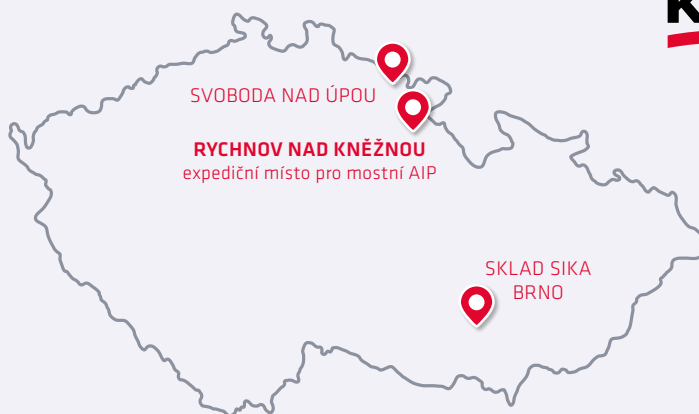 K
SVOBODA NAD ÚPOU
RYCHNOV NAD KNĚŽNOU
expediční místo pro mostní AIP
SKLAD SIKA
BRNO